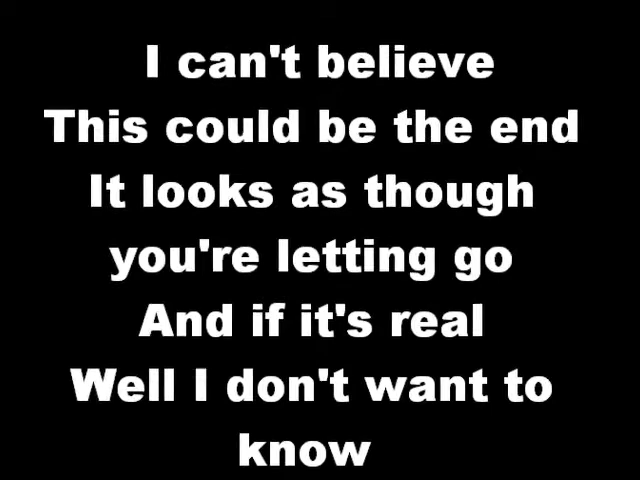 I can't believe
This could be the end
It looks as though
you're letting go
And if it's real
Well I don't want to
know